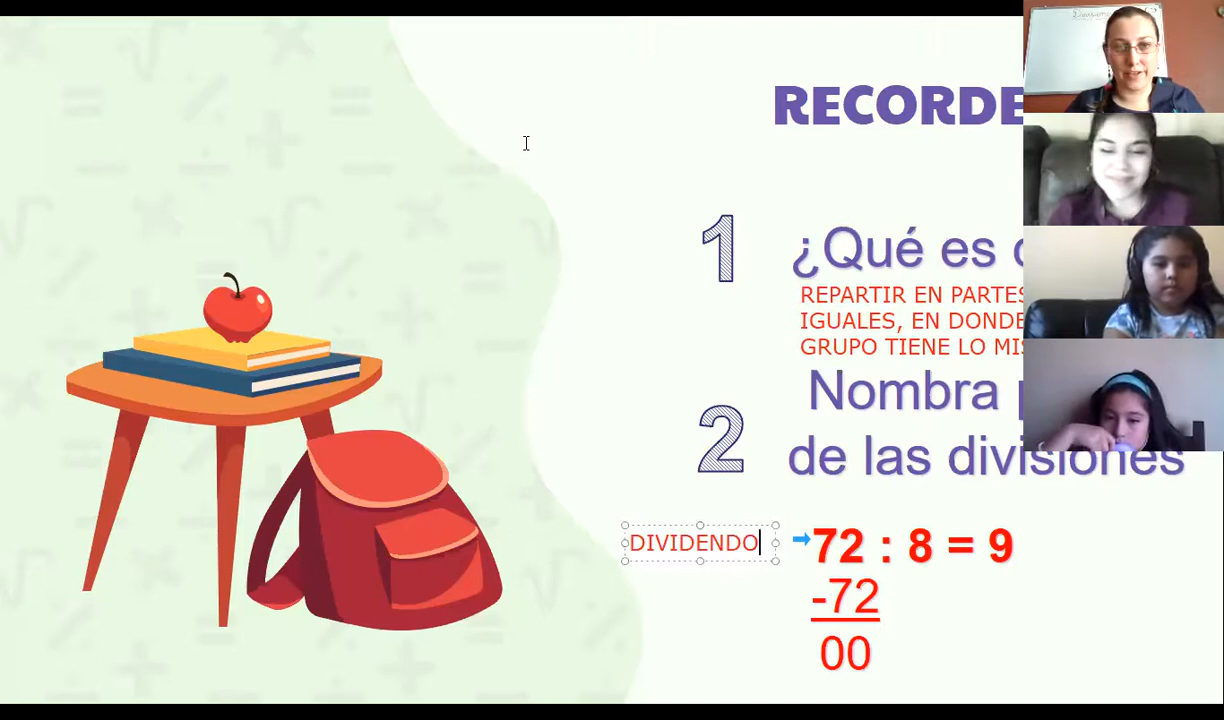 RECORDE
1
¿Qué es
REPARTIR EN PARTES
IGUALES, EN DONDE
GRUPO TIENE LO
2
Nombra
de las divisiones
DIVIDENDO
72 : 8 = 9
-72
00